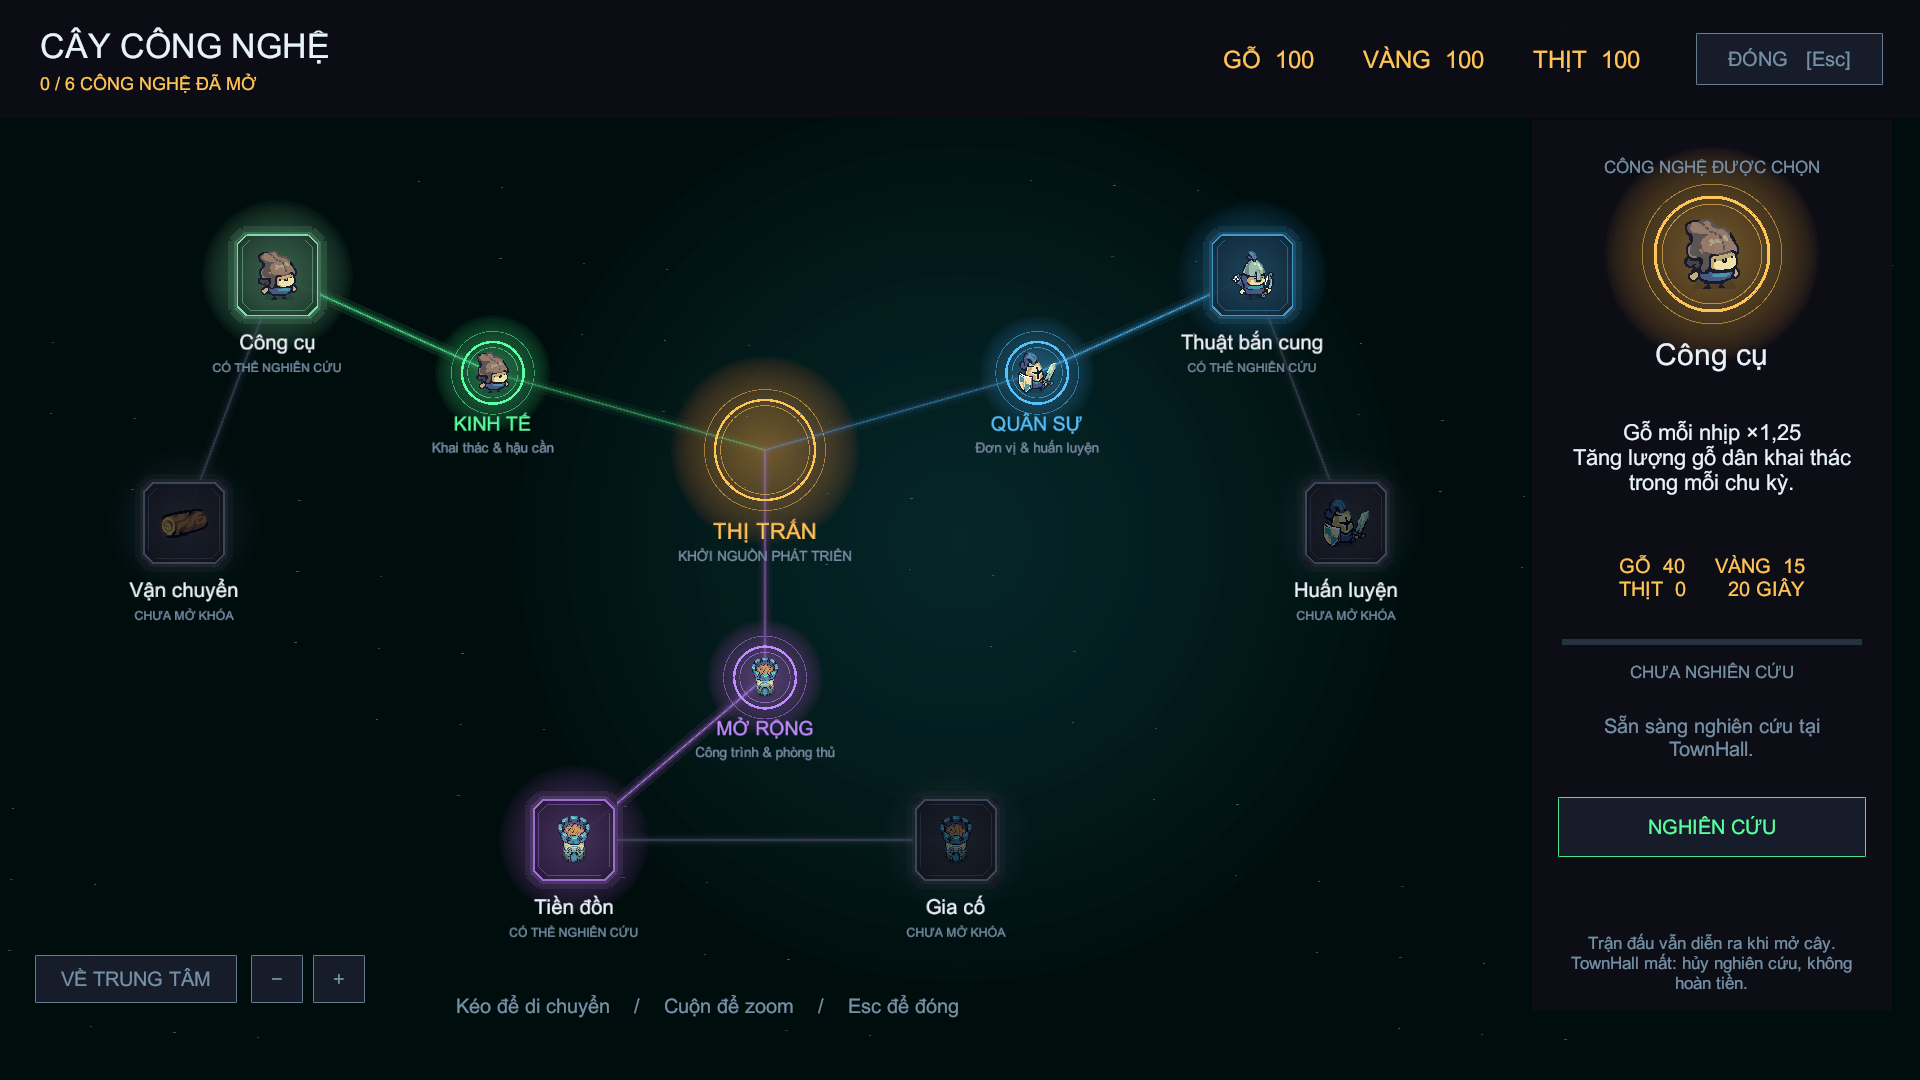 CÂY CÔNG NGHỆ
0 / 6 CÔNG NGHỆ ĐÃ MỞ
GỖ 100 VÀNG 100 THỊT 100
ĐÓNG [Esc]
CÔNG NGHỆ ĐƯỢC CHỌN
Công cụ
CÓ THỂ NGHIÊN CỨU
Thuật bắn cung
CÓ THỂ NGHIÊN CỨU
KINH TẾ
Khai thác & hậu cần
QUÂN SỰ
Đơn vị & huấn luyện
THỊ TRẤN
KHỞI NGUỒN PHÁT TRIỂN
Vận chuyển
CHƯA MỞ KHÓA
Huấn luyện
CHƯA MỞ KHÓA
MỞ RỘNG
Công trình & phòng thủ
Tiền đồn
CÓ THỂ NGHIÊN CỨU
Gia cố
CHƯA MỞ KHÓA
Công cụ
Gỗ mỗi nhịp ×1,25
Tăng lượng gỗ dân khai thác
trong mỗi chu kỳ.
GỖ 40 VÀNG 15
THỊT 0 20 GIÂY
CHƯA NGHIÊN CỨU
Sẵn sàng nghiên cứu tại
TownHall.
NGHIÊN CỨU
Trận đấu vẫn diễn ra khi mở cây.
TownHall mất: hủy nghiên cứu, không
hoàn tiền.
VỀ TRUNG TÂM − +
Kéo để di chuyển / Cuộn để zoom / Esc để đóng